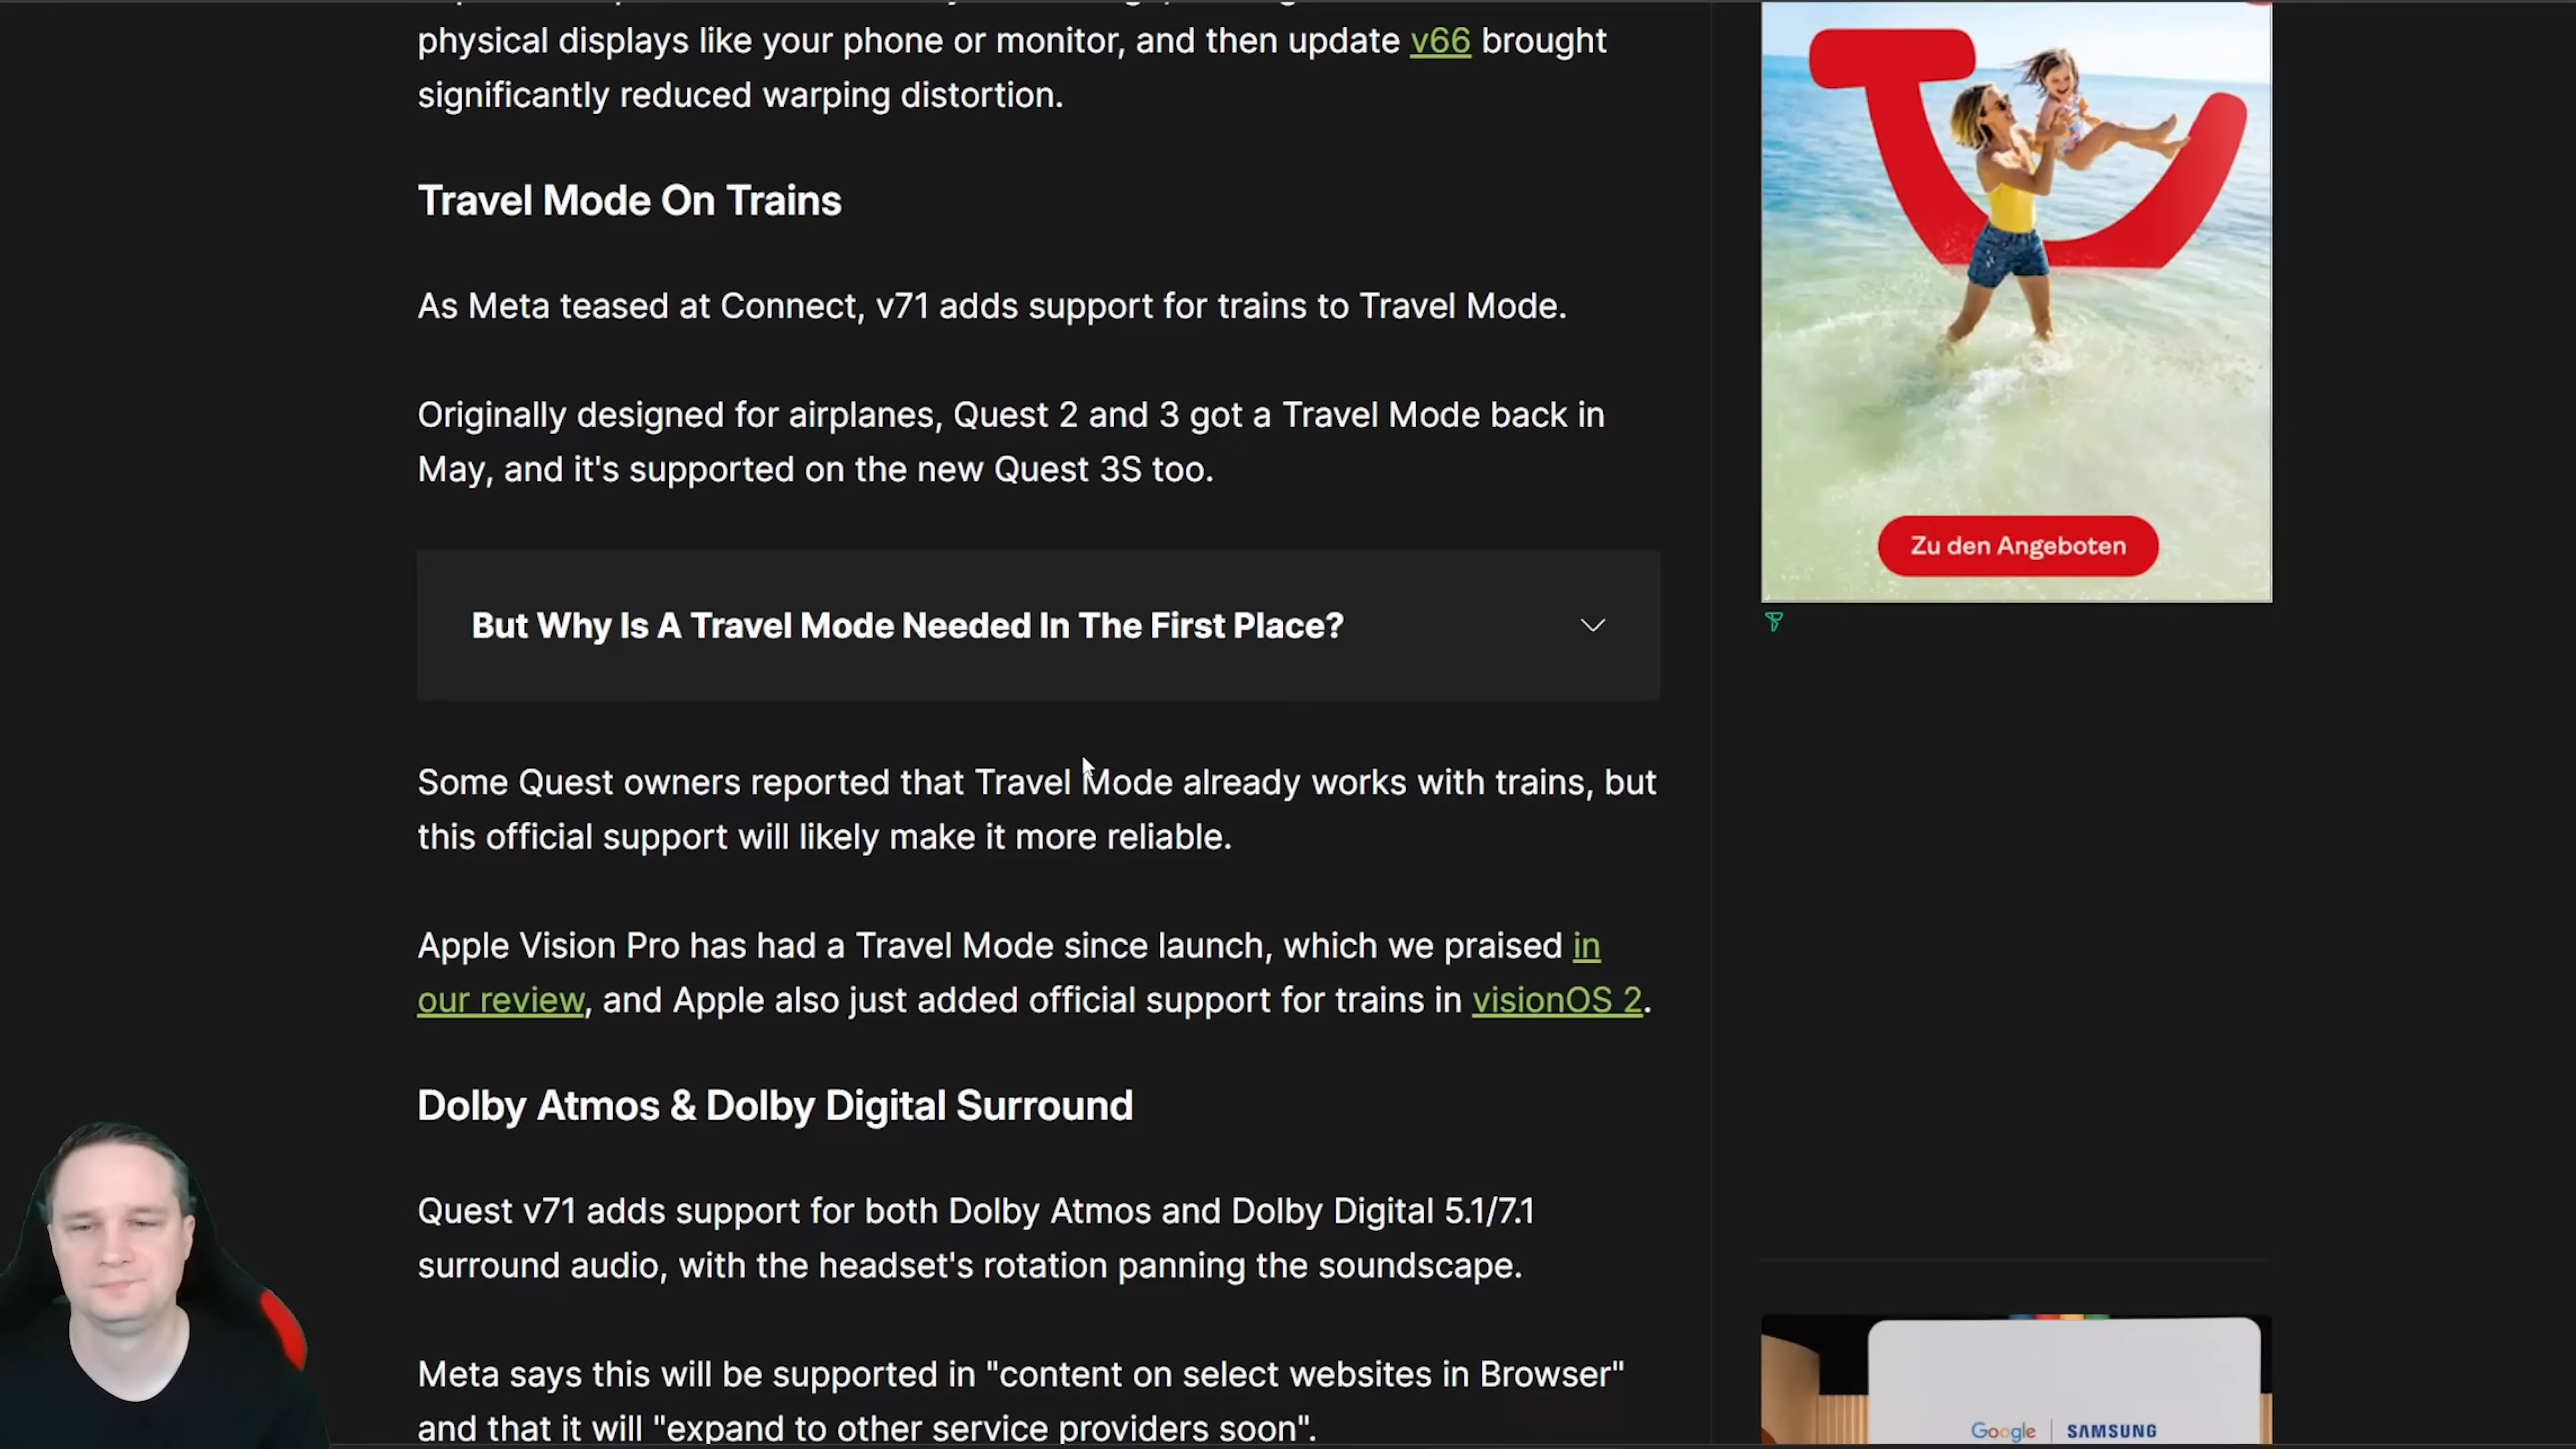 physical displays like your phone or monitor, and then update v66 brought
significantly reduced warping distortion.
Travel Mode On Trains
As Meta teased at Connect, v71 adds support for trains to Travel Mode.
Originally designed for airplanes, Quest 2 and 3 got a Travel Mode back in
May, and it's supported on the new Quest 3S too.
But Why Is A Travel Mode Needed In The First Place?
Some Quest owners reported that Travel Mode already works with trains, but
this official support will likely make it more reliable.
Apple Vision Pro has had a Travel Mode since launch, which we praised in
our review, and Apple also just added official support for trains in visionOS 2.
Dolby Atmos & Dolby Digital Surround
Quest v71 adds support for both Dolby Atmos and Dolby Digital 5.1/7.1
surround audio, with the headset's rotation panning the soundscape.
Meta says this will be supported in "content on select websites in Browser"
and that it will "expand to other service providers soon".
Zu den Angeboten
Google | SAMSUNG